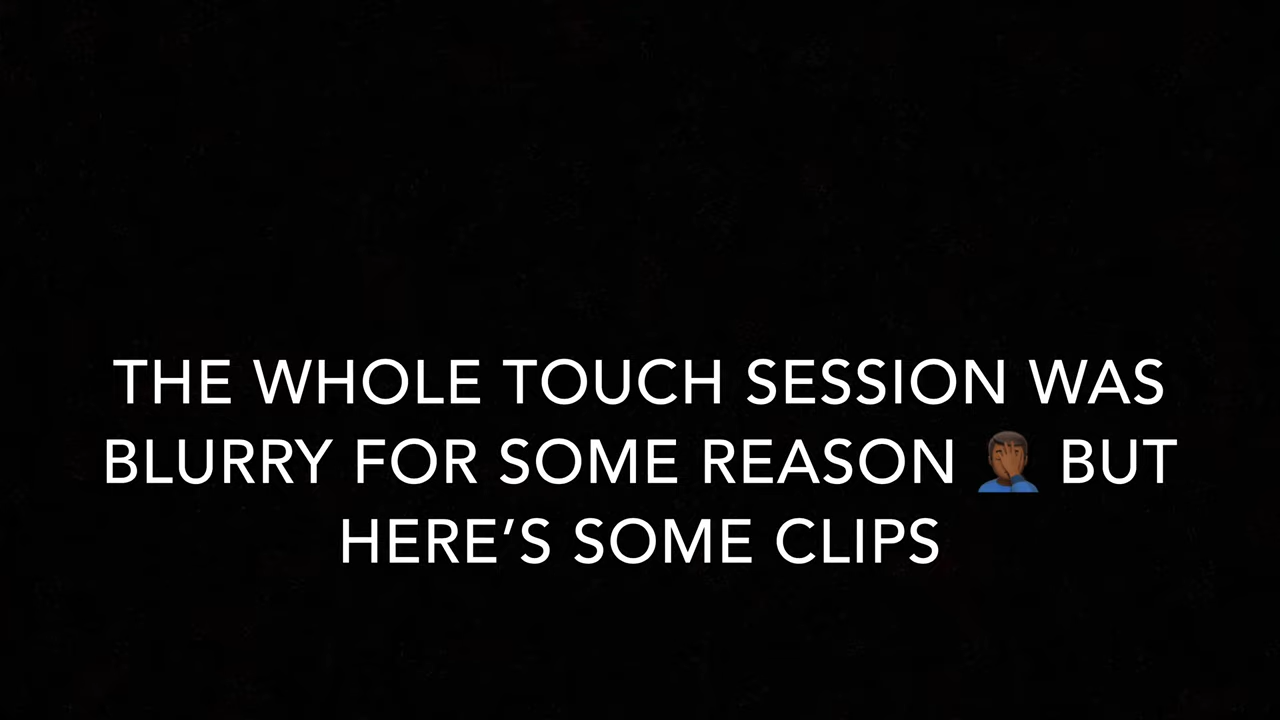 THE WHOLE TOUCH SESSION WAS
BLURRY FOR SOME REASON 🤦🏾‍♂️ BUT
HERE’S SOME CLIPS